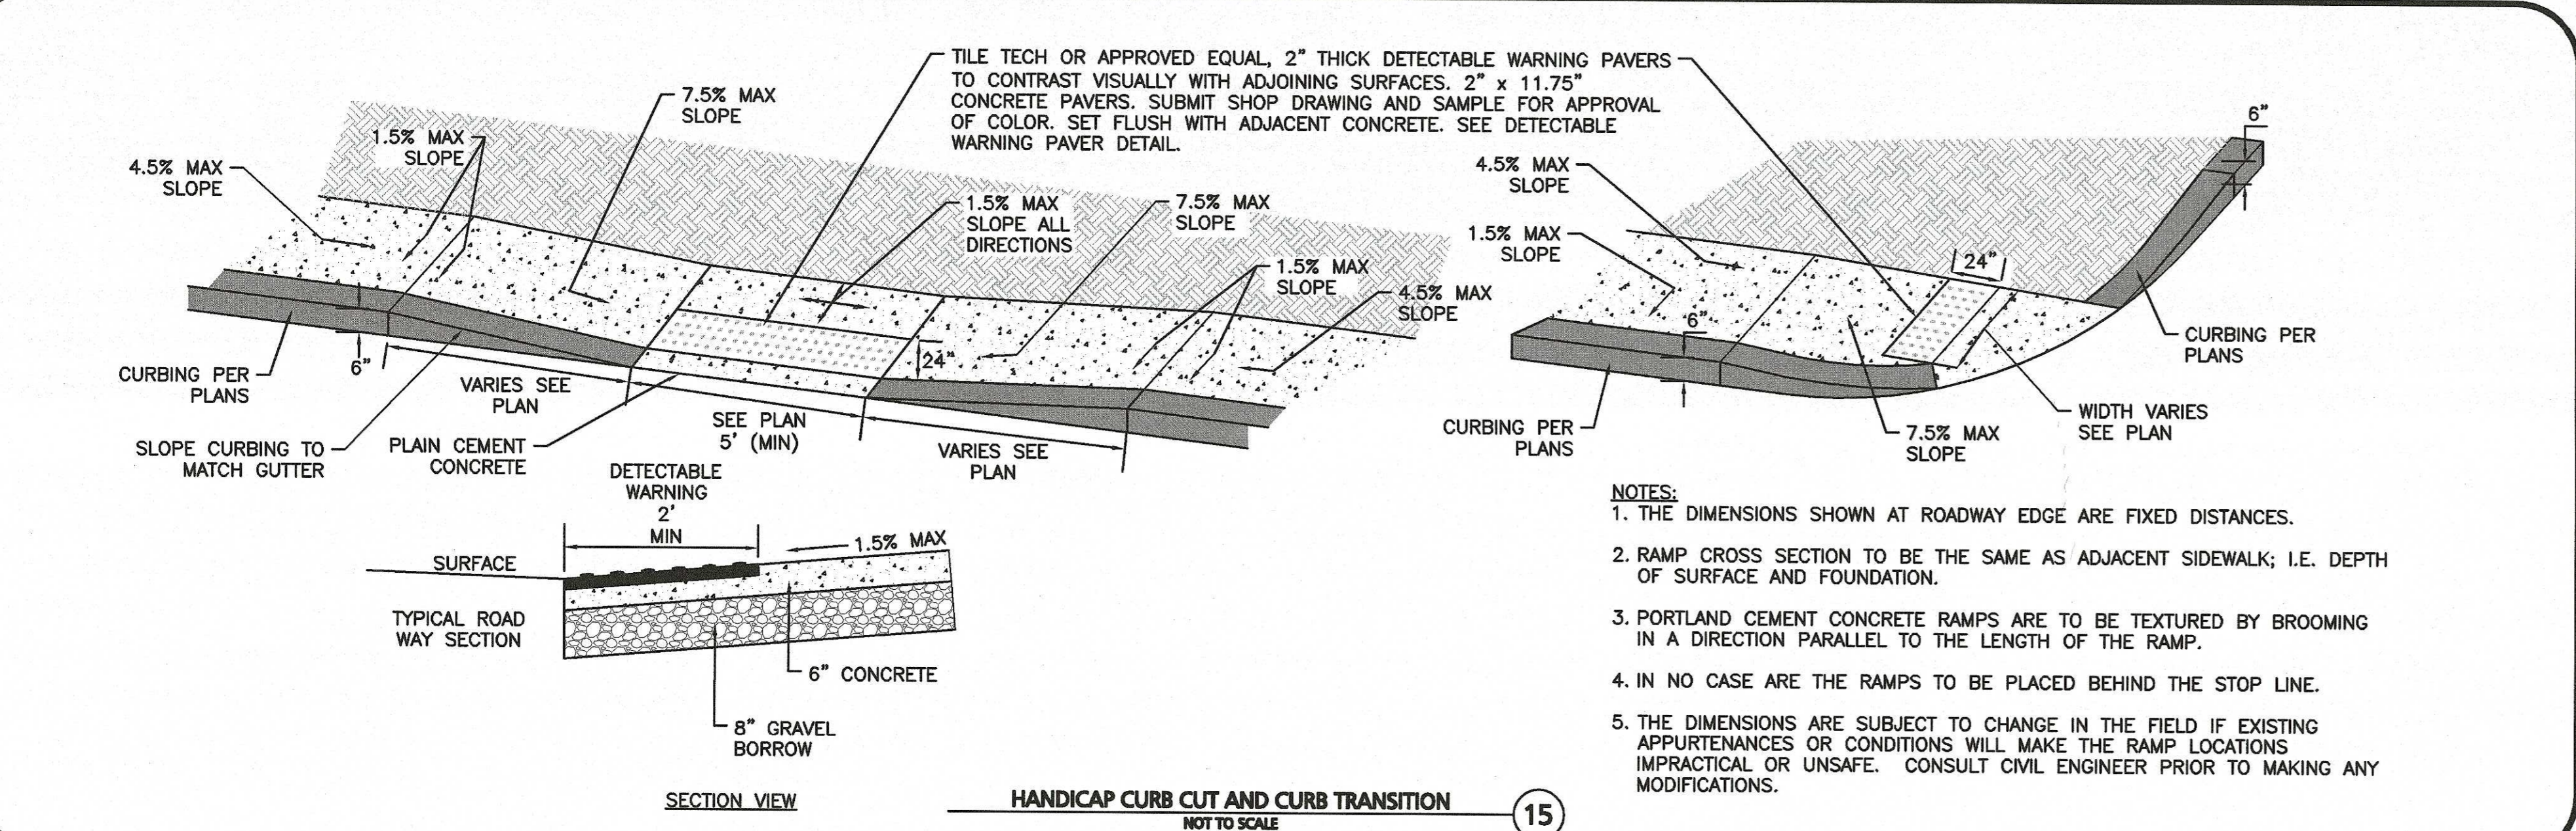 TILE TECH OR APPROVED EQUAL, 2" THICK DETECTABLE WARNING PAVERS
TO CONTRAST VISUALLY WITH ADJOINING SURFACES. 2" x 11.75"
CONCRETE PAVERS. SUBMIT SHOP DRAWING AND SAMPLE FOR APPROVAL
OF COLOR. SET FLUSH WITH ADJACENT CONCRETE. SEE DETECTABLE
WARNING PAVER DETAIL.
7.5% MAX
SLOPE
1.5% MAX
SLOPE
4.5% MAX
SLOPE
1.5% MAX
SLOPE ALL
DIRECTIONS
7.5% MAX
SLOPE
1.5% MAX
SLOPE
4.5% MAX
SLOPE
24"
6"
CURBING PER
PLANS
VARIES SEE
PLAN
SLOPE CURBING TO
MATCH GUTTER
PLAIN CEMENT
CONCRETE
SEE PLAN
5' (MIN)
VARIES SEE
PLAN
6"
4.5% MAX
SLOPE
1.5% MAX
SLOPE
24"
6"
CURBING PER
PLANS
CURBING PER
PLANS
WIDTH VARIES
SEE PLAN
7.5% MAX
SLOPE
DETECTABLE
WARNING
2'
MIN
1.5% MAX
SURFACE
TYPICAL ROAD
WAY SECTION
6" CONCRETE
8" GRAVEL
BORROW
SECTION VIEW
NOTES:
1. THE DIMENSIONS SHOWN AT ROADWAY EDGE ARE FIXED DISTANCES.
2. RAMP CROSS SECTION TO BE THE SAME AS ADJACENT SIDEWALK; I.E. DEPTH
OF SURFACE AND FOUNDATION.
3. PORTLAND CEMENT CONCRETE RAMPS ARE TO BE TEXTURED BY BROOMING
IN A DIRECTION PARALLEL TO THE LENGTH OF THE RAMP.
4. IN NO CASE ARE THE RAMPS TO BE PLACED BEHIND THE STOP LINE.
5. THE DIMENSIONS ARE SUBJECT TO CHANGE IN THE FIELD IF EXISTING
APPURTENANCES OR CONDITIONS WILL MAKE THE RAMP LOCATIONS
IMPRACTICAL OR UNSAFE. CONSULT CIVIL ENGINEER PRIOR TO MAKING ANY
MODIFICATIONS.
HANDICAP CURB CUT AND CURB TRANSITION
NOT TO SCALE
15